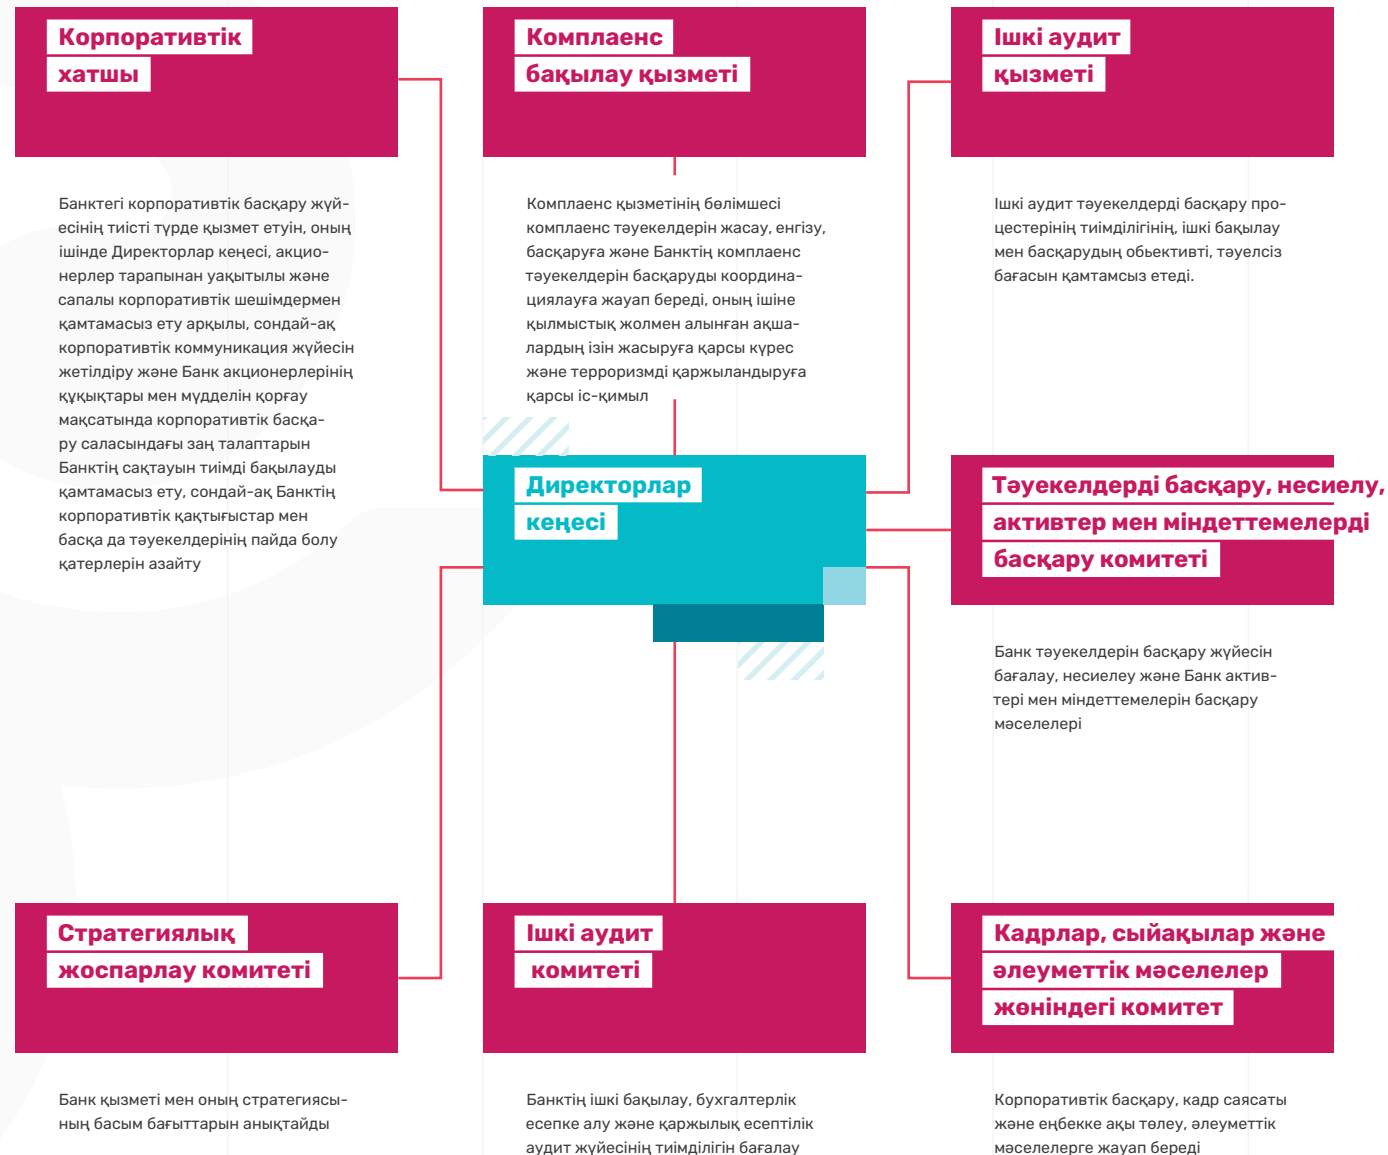 Корпоративтік
хатшы
Банктегі корпоративтік басқару жүй-
есінің тиісті түрде қызмет етуін, оның
ішінде Директорлар кеңесі, акцио-
нерлер тарапынан уақытылы және
сапалы корпоративтік шешімдермен
қамтамасыз ету арқылы, сондай-ақ
корпоративтік коммуникация жүйесін
жетілдіру және Банк акционерлерінің
құқықтары мен мүдделін қорғау
мақсатында корпоративтік басқа-
ру саласындағы заң талаптарын
Банктің сақтауын тиімді бақылауды
қамтамасыз ету, сондай-ақ Банктің
корпоративтік қақтығыстар мен
басқа да тәуекелдерінің пайда болу
қатерлерін азайту
Комплаенс
бақылау қызметі
Комплаенс қызметінің бөлімшесі
комплаенс тәуекелдерін жасау, енгізу,
басқаруға және Банктің комплаенс
тәуекелдерін басқаруды координа-
циялауға жауап береді, оның ішіне
қылмыстық жолмен алынған ақша-
лардың ізін жасыруға қарсы күрес
және терроризмді қаржыландыруға
қарсы іс-қимыл
Ішкі аудит
қызметі
Ішкі аудит тәуекелдерді басқару про-
цестерінің тиімділігінің, ішкі бақылау
мен басқарудың обьективті, тәуелсіз
бағасын қамтамсыз етеді.
Директорлар
кеңесі
Тәуекелдерді басқару, несиелу,
активтер мен міндеттемелерді
басқару комитеті
Банк тәуекелдерін басқару жүйесін
бағалау, несиелеу және Банк актив-
тері мен міндеттемелерін басқару
мәселелері
Стратегиялық
жоспарлау комитеті
Банк қызметі мен оның стратегиясы-
ның басым бағыттарын анықтайды
Ішкі аудит
комитеті
Банктің ішкі бақылау, бухгалтерлік
есепке алу және қаржылық есептілік
аудит жүйесінің тиімділігін бағалау
Кадрлар, сыйақылар және
әлеуметтік мәселелер
жөніндегі комитет
Корпоративтік басқару, кадр саясаты
және еңбекке ақы төлеу, әлеуметтік
мәселелерге жауап береді